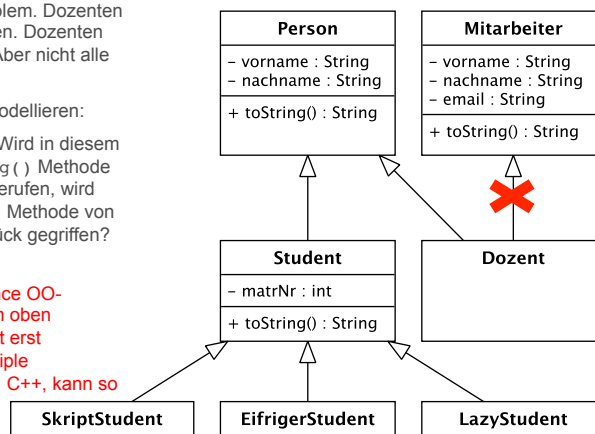 olem. Dozenten
en. Dozenten
Aber nicht alle
odellieren:
Wird in diesem
g() Methode
erufen, wird
Methode von
ück gegriffen?
nce OO-
n oben
t erst
iple
C++, kann so
Person
- vorname : String
- nachname : String
+ toString() : String
Mitarbeiter
- vorname : String
- nachname : String
- email : String
+ toString() : String
Student
- matrNr : int
+ toString() : String
Dozent
SkriptStudent
EifrigerStudent
LazyStudent